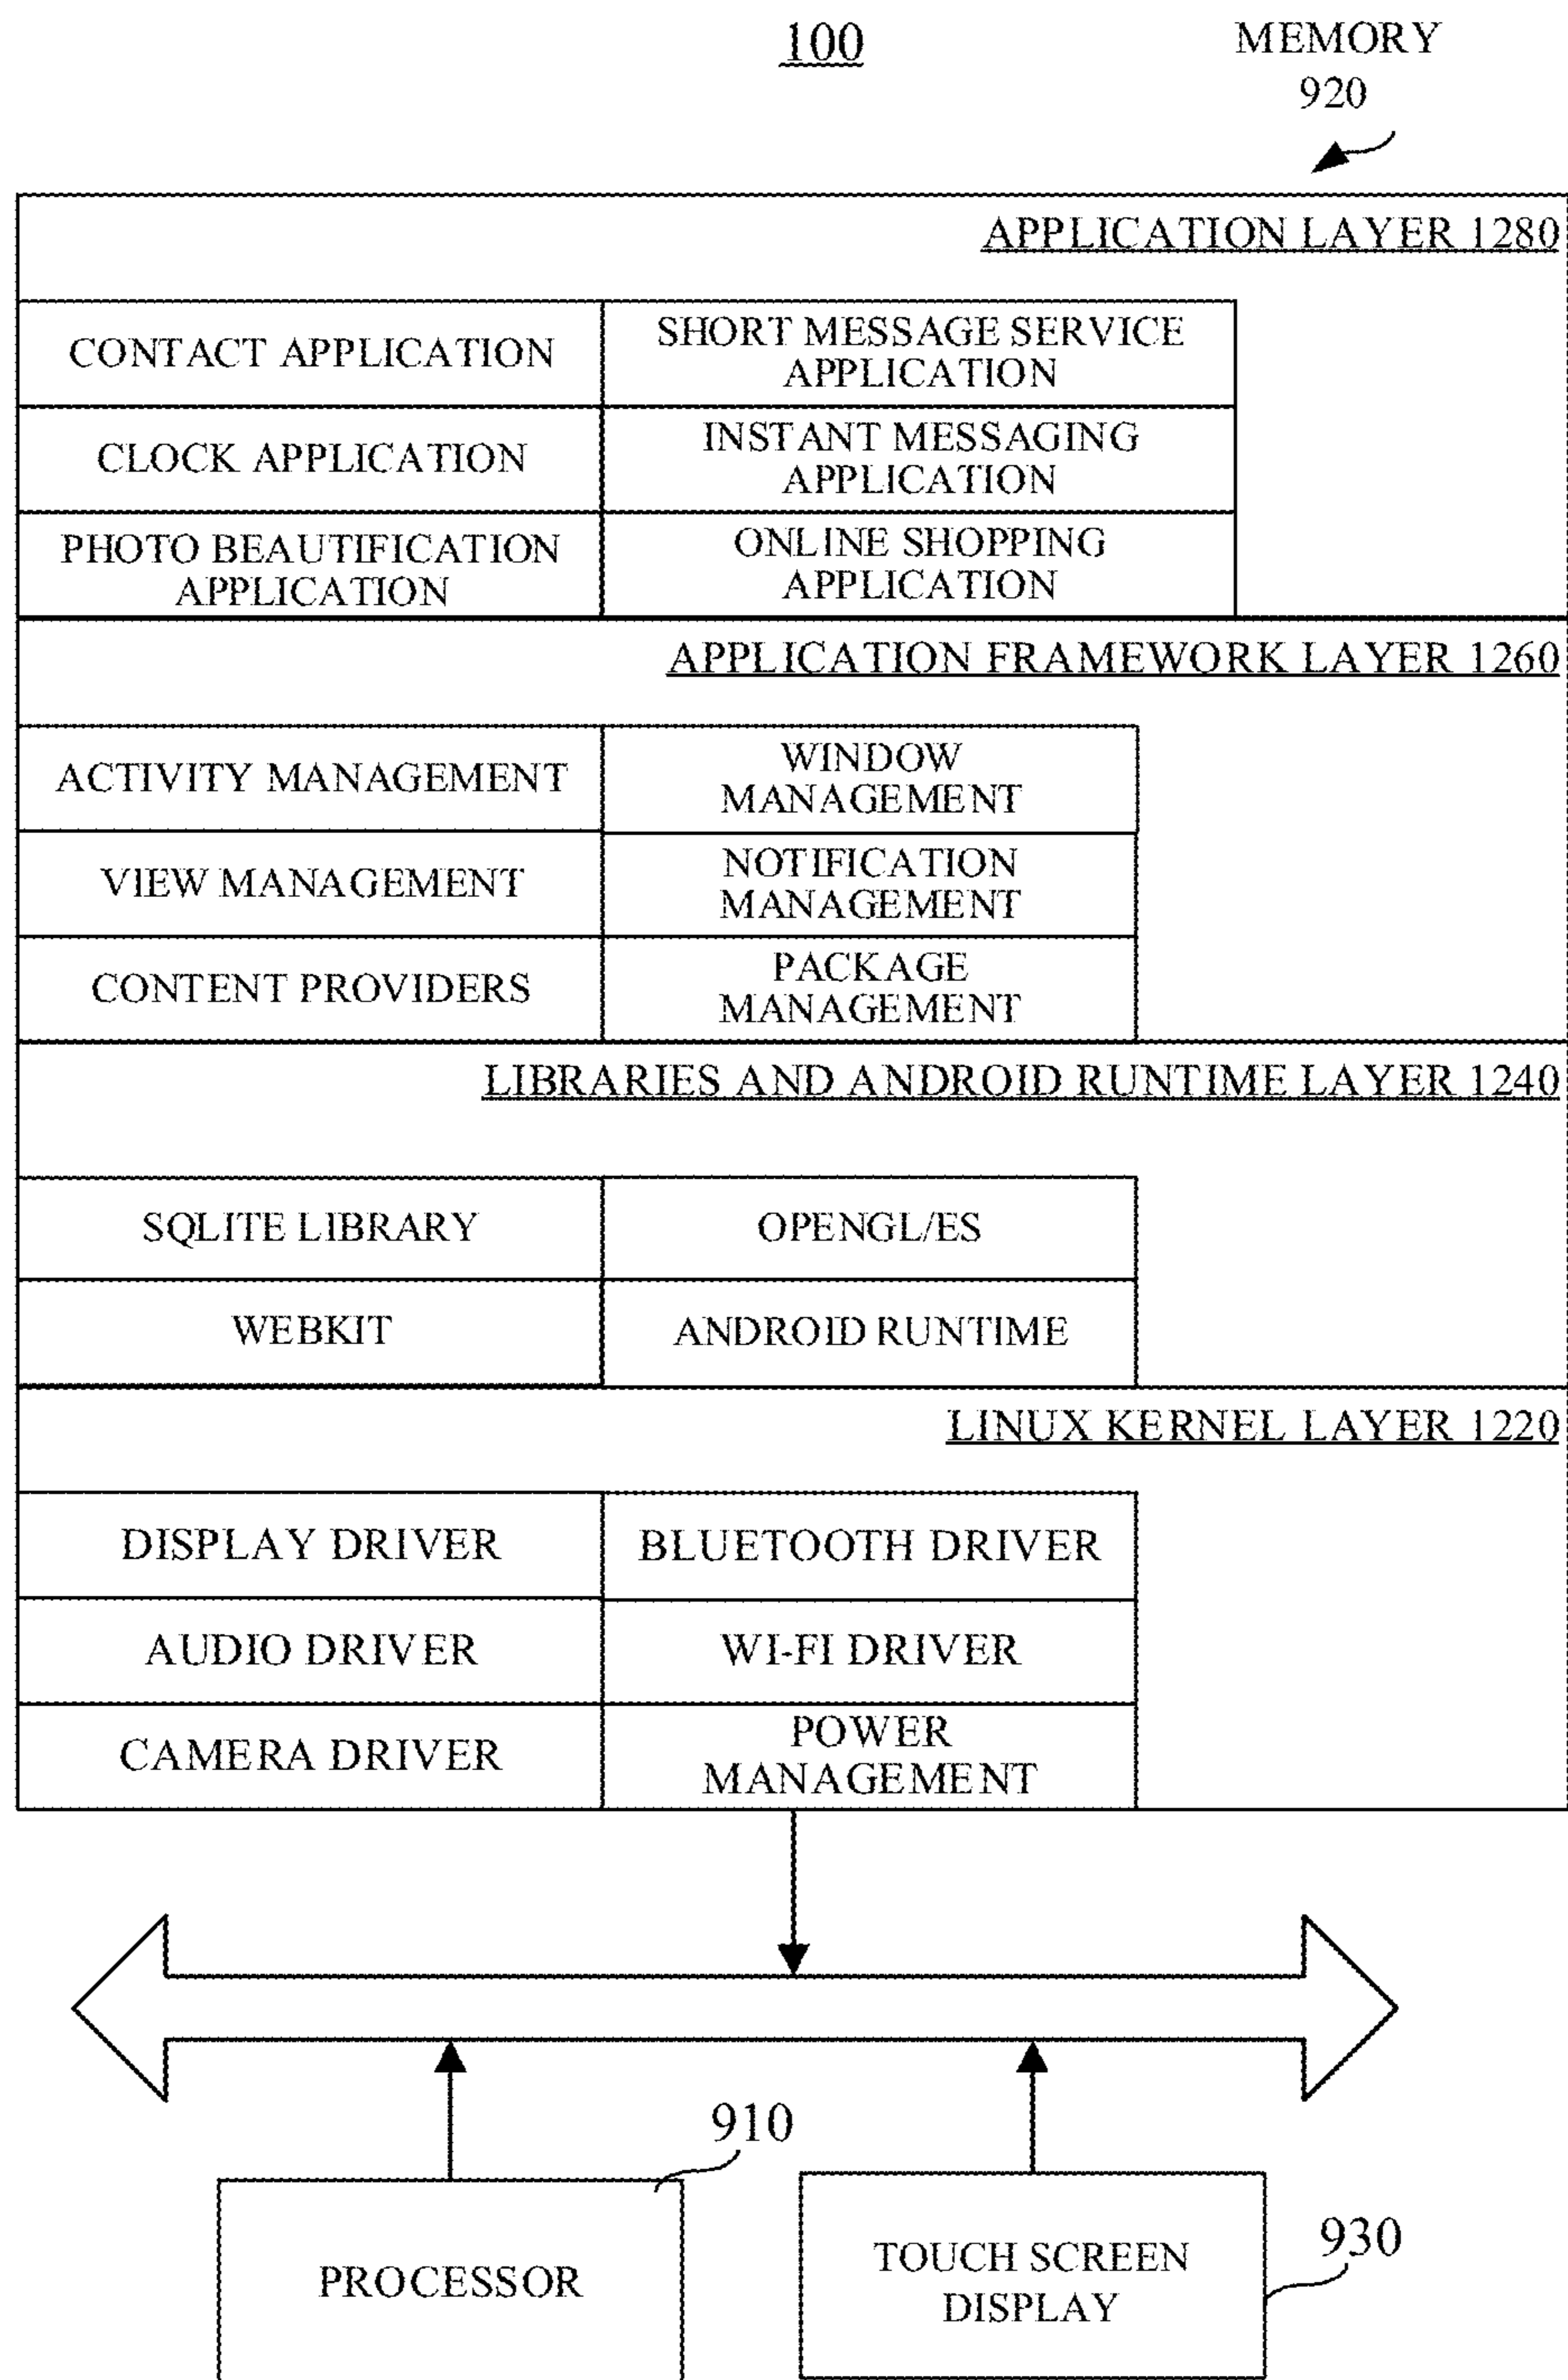 100
MEMORY
920
APPLICATION LAYER 1280
CONTACT APPLICATION
SHORT MESSAGE SERVICE
APPLICATION
CLOCK APPLICATION
INSTANT MESSAGING
APPLICATION
PHOTO BEAUTIFICATION
APPLICATION
ONLINE SHOPPING
APPLICATION
APPLICATION FRAMEWORK LAYER 1260
ACTIVITY MANAGEMENT
WINDOW
MANAGEMENT
VIEW MANAGEMENT
NOTIFICATION
MANAGEMENT
CONTENT PROVIDERS
PACKAGE
MANAGEMENT
LIBRARIES AND ANDROID RUNTIME LAYER 1240
SQLITE LIBRARY
OPENGL/ES
WEBKIT
ANDROID RUNTIME
LINUX KERNEL LAYER 1220
DISPLAY DRIVER
BLUETOOTH DRIVER
AUDIO DRIVER
WI-FI DRIVER
CAMERA DRIVER
POWER
MANAGEMENT
910
PROCESSOR
TOUCH SCREEN
DISPLAY
930